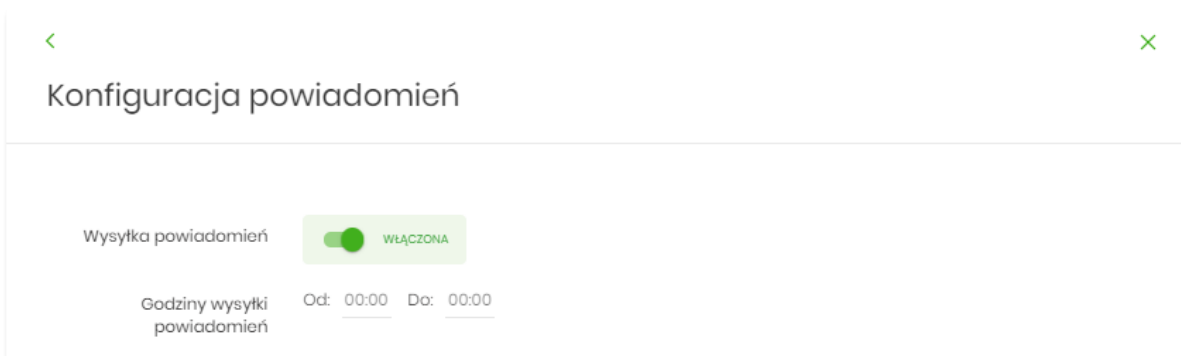 Konfiguracja powiadomień
Wysyłka powiadomień WŁĄCZONA
Godziny wysyłki Od: 00:00 Do: 00:00
powiadomień